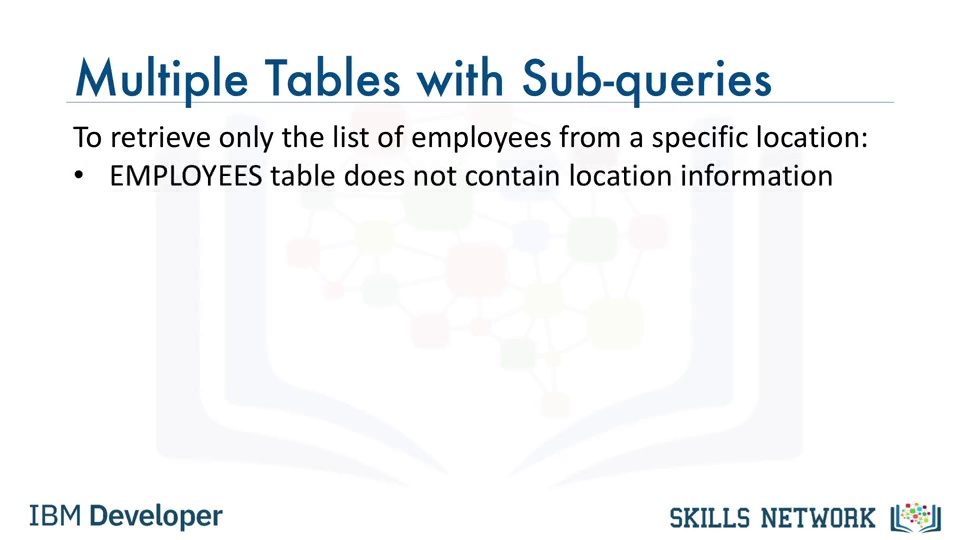 Multiple Tables with Sub-queries
To retrieve only the list of employees from a specific location:
• EMPLOYEES table does not contain location information
IBM Developer
SKILLS NETWORK